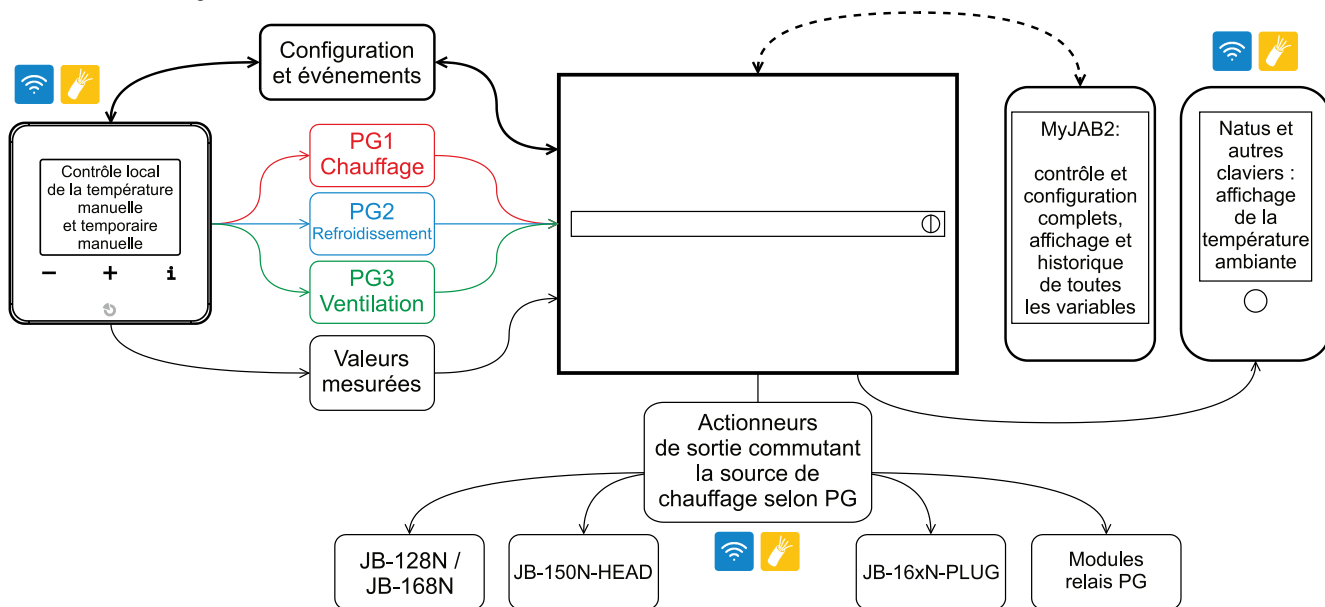 Configuration
et événements
Contrôle local
de la température
manuelle
et temporaire
manuelle
− + i
PG1
Chauffage
PG2
Refroidissement
PG3
Ventilation
Valeurs
mesurées
MyJAB2:
contrôle et
configuration
complets,
affichage et
historique
de toutes
les variables
Natus et
autres
claviers :
affichage
de la
température
ambiante
Actionneurs
de sortie commutant
la source de
chauffage selon PG
JB-128N /
JB-168N
JB-150N-HEAD
JB-16xN-PLUG
Modules
relais PG